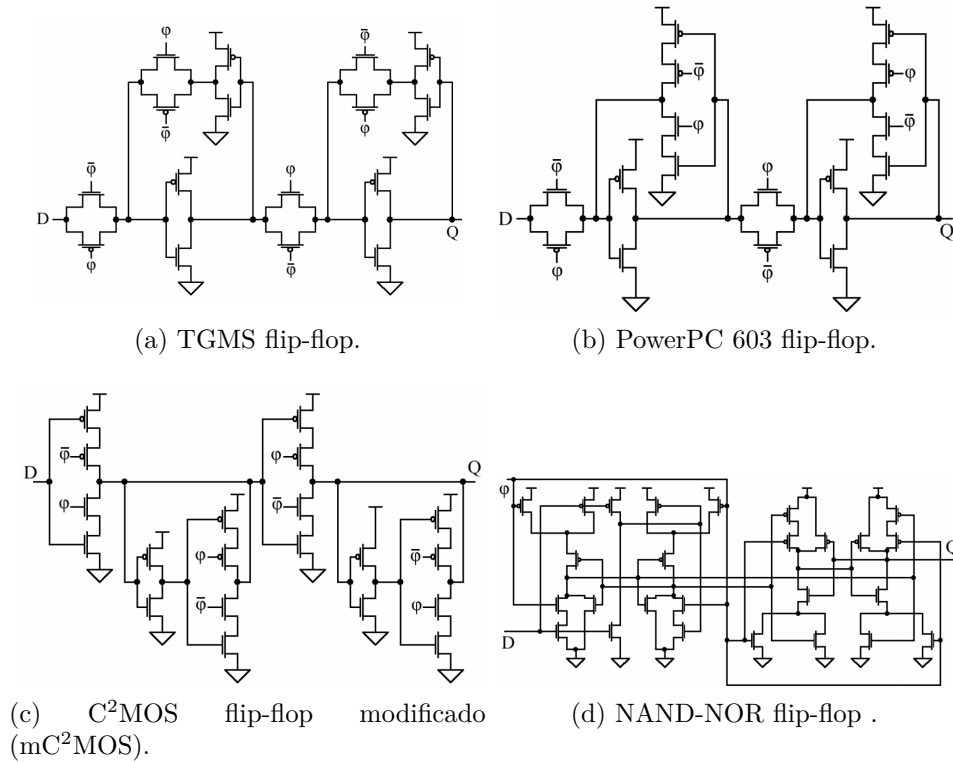 φ
φ̄
φ̄
φ
φ̄
φ
D
φ
φ̄
Q
(a) TGMS flip-flop.
φ̄
φ
φ
φ̄
φ̄
φ
D
φ
φ̄
Q
(b) PowerPC 603 flip-flop.
D
φ̄
φ
φ
φ̄
φ
φ̄
φ̄
φ
Q
(c) C²MOS flip-flop modificado
(mC²MOS).
φ
D
Q
(d) NAND-NOR flip-flop .